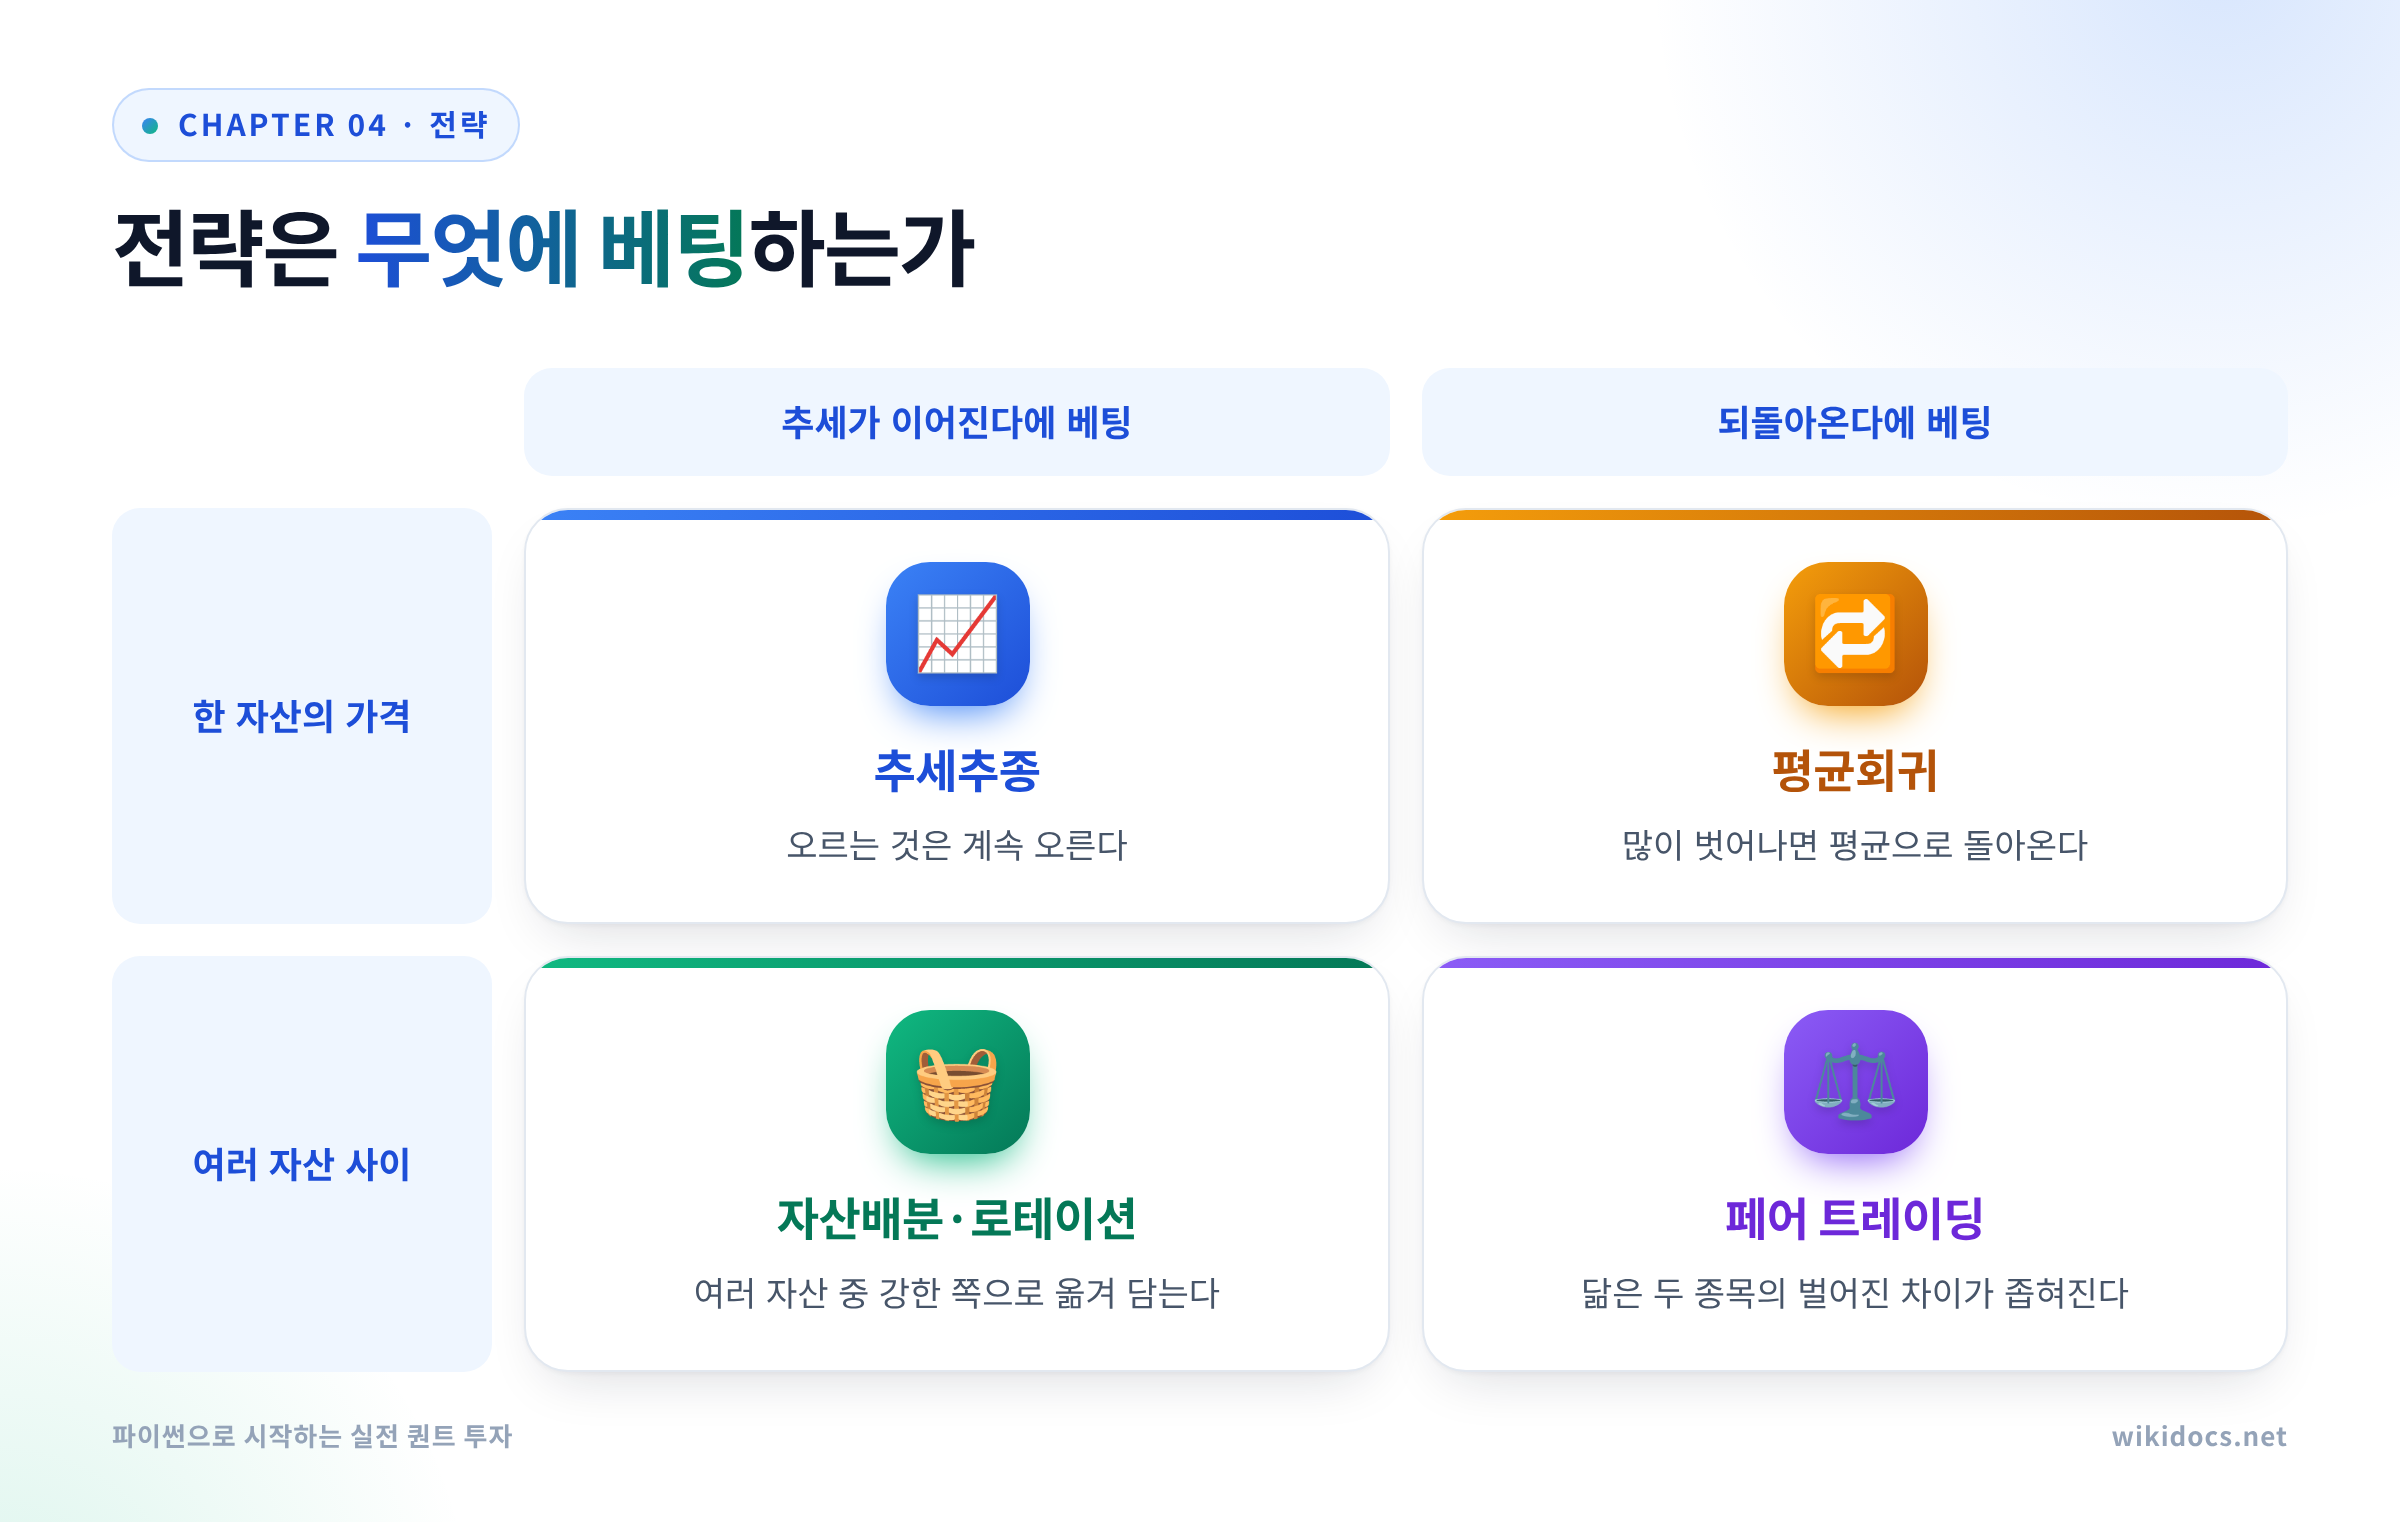 CHAPTER 04 · 전략
전략은 무엇에 베팅하는가
추세가 이어진다에 베팅
되돌아온다에 베팅
한 자산의 가격
추세추종
오르는 것은 계속 오른다
평균회귀
많이 벗어나면 평균으로 돌아온다
여러 자산 사이
자산배분·로테이션
여러 자산 중 강한 쪽으로 옮겨 담는다
페어 트레이딩
닮은 두 종목의 벌어진 차이가 좁혀진다
파이썬으로 시작하는 실전 퀀트 투자
wikidocs.net